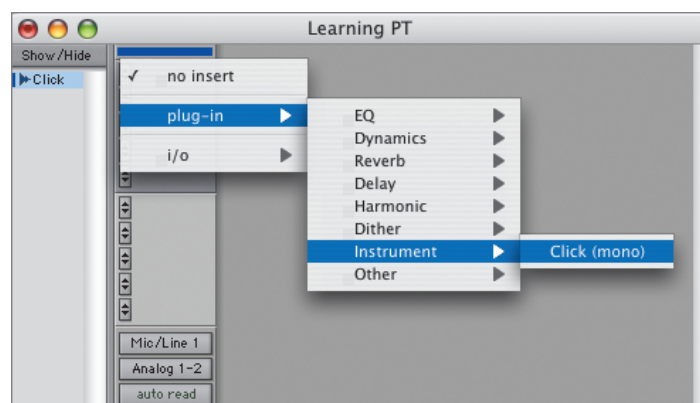 Learning PT
Show/Hide
Click
✓ no insert
plug-in
i/o
EQ
Dynamics
Reverb
Delay
Harmonic
Dither
Instrument
Other
Click (mono)
Mic/Line 1
Analog 1-2
auto read